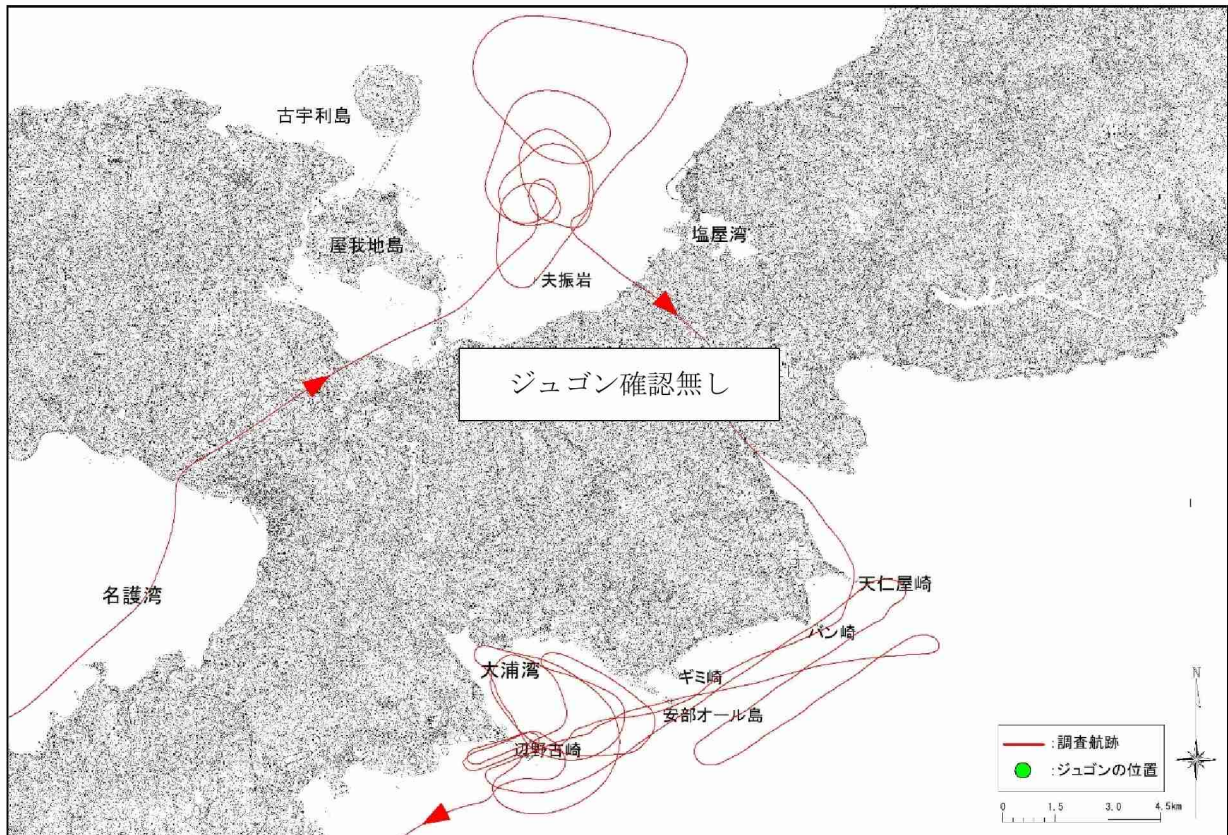 古宇利島
屋我地島
塩屋湾
夫振岩
ジュゴン確認無し
名護湾
天仁屋崎
バン崎
大浦湾
ギミ崎
安部オール島
辺野古崎
N
:調査航跡
:ジュゴンの位置
0 1.5 3.0 4.5km